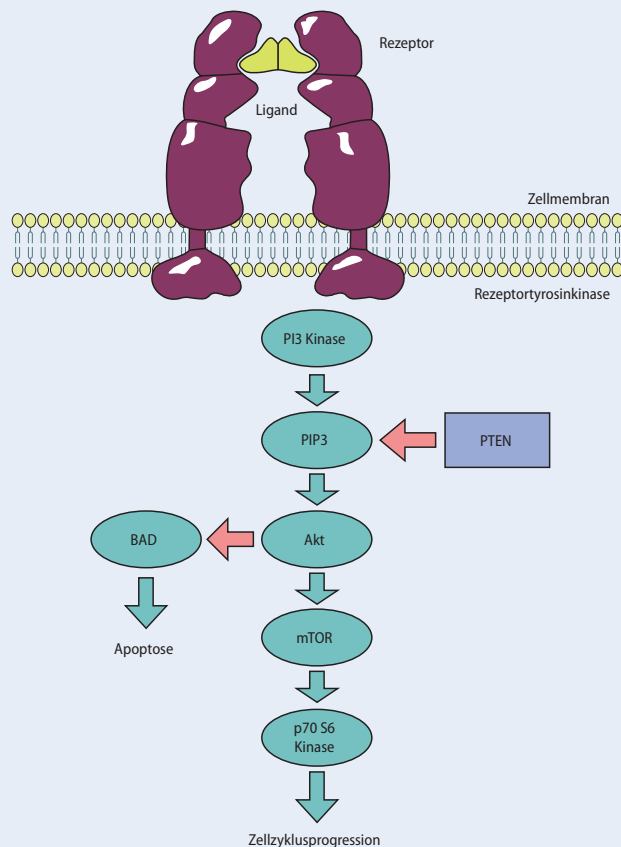 Rezeptor
Ligand
Zellmembran
Rezeptortyrosinkinase
PI3 Kinase
PIP3
PTEN
BAD
Akt
Apoptose
mTOR
p70 S6
Kinase
Zellzyklusprogression